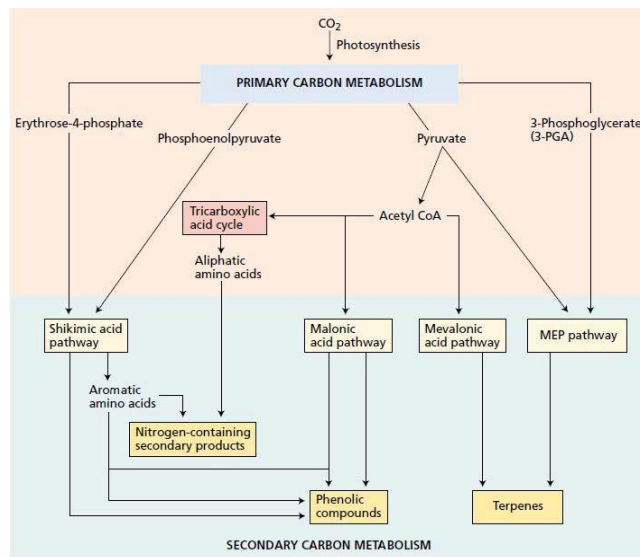 CO₂
Photosynthesis
PRIMARY CARBON METABOLISM
Erythrose-4-phosphate
Phosphoenolpyruvate
Pyruvate
3-Phosphoglycerate
(3-PGA)
Tricarboxylic
acid cycle
Acetyl CoA
Aliphatic
amino acids
Shikimic acid
pathway
Malonic
acid pathway
Mevalonic
acid pathway
MEP pathway
Aromatic
amino acids
Nitrogen-containing
secondary products
Phenolic
compounds
Terpenes
SECONDARY CARBON METABOLISM